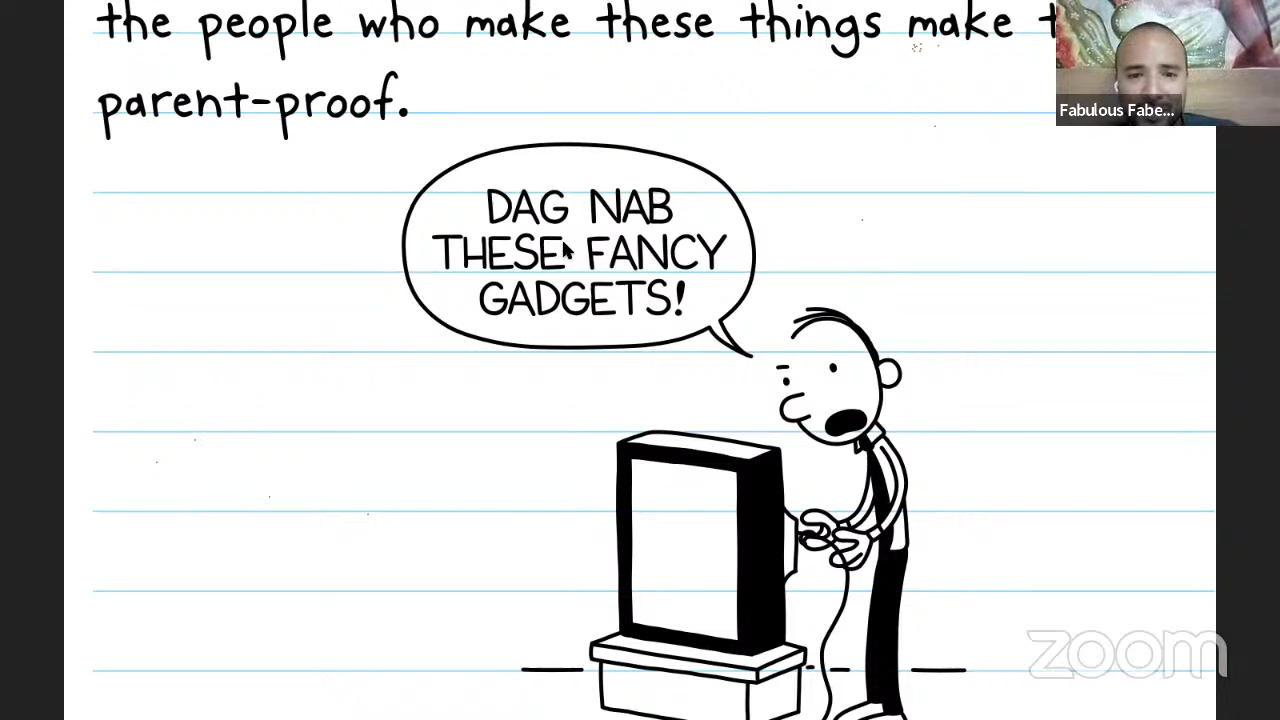 the people who make these things make
parent-proof.
Fabulous Fabe...
DAG NAB
THESE FANCY
GADGETS!
zoom